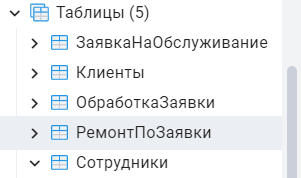 Таблицы (5)
ЗаявкаНаОбслуживание
Клиенты
ОбработкаЗаявки
РемонтПоЗаявки
Сотрудники